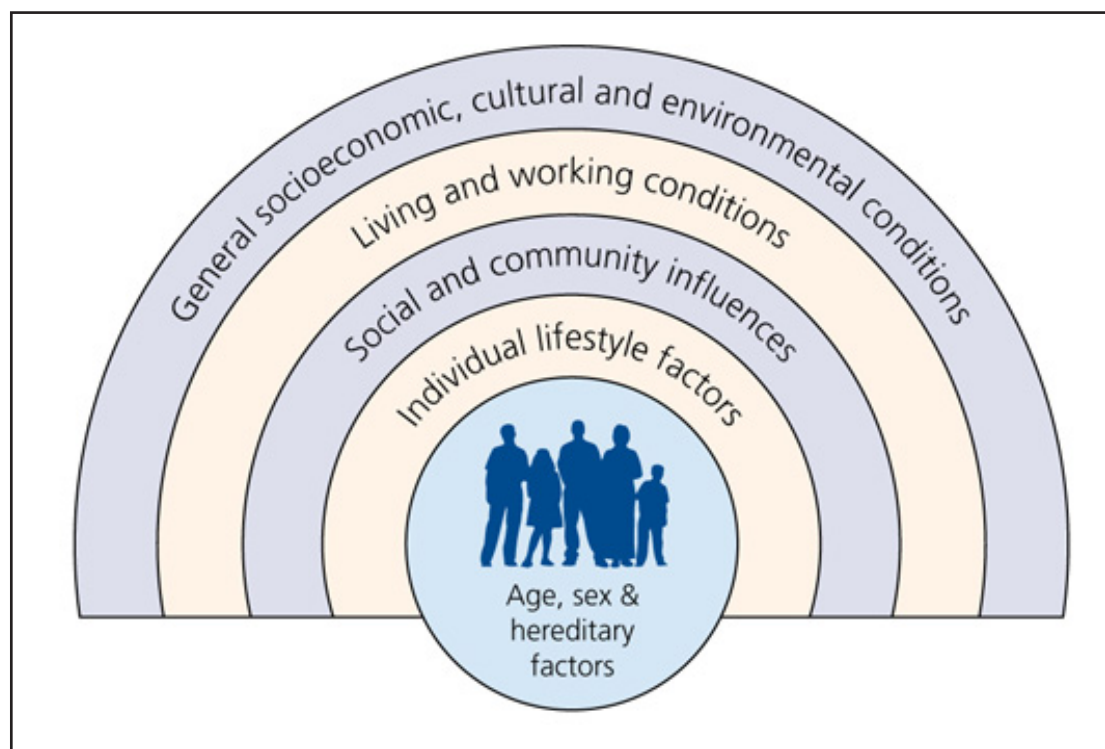 General socioeconomic, cultural and environmental conditions
Living and working conditions
Social and community influences
Individual lifestyle factors
Age, sex &
hereditary
factors